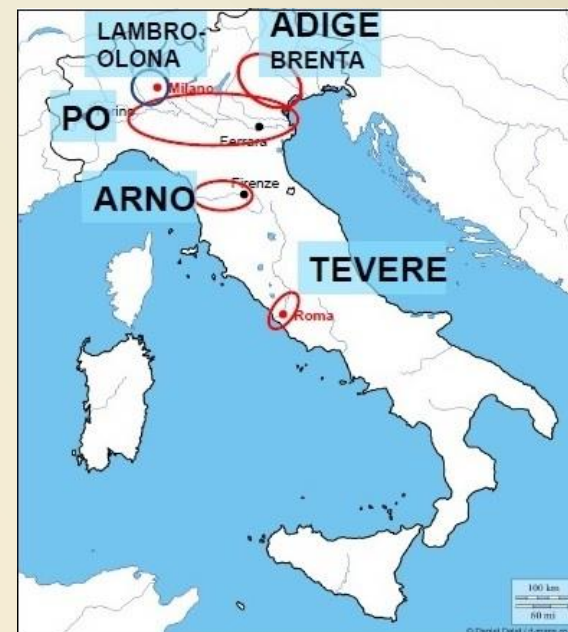 LAMBRO-
OLONA
ADIGE
BRENTA
Milano
PO
Ferrara
ARNO
Firenze
TEVERE
Roma
100 km
60 mi